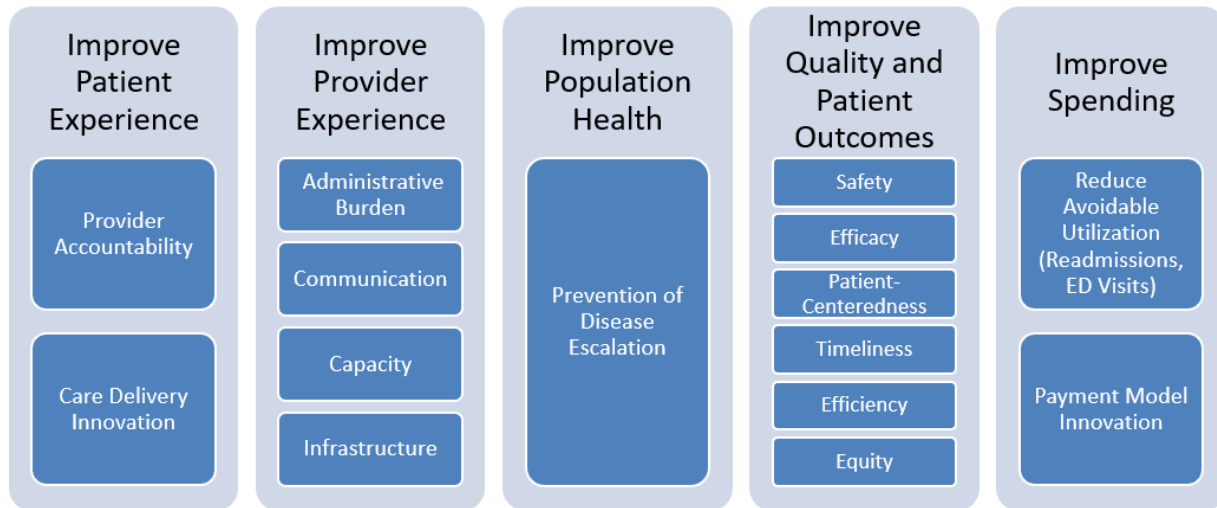 Improve
Patient
Experience
Provider
Accountability
Care Delivery
Innovation
Improve
Provider
Experience
Administrative
Burden
Communication
Capacity
Infrastructure
Improve
Population
Health
Prevention of
Disease
Escalation
Improve
Quality and
Patient
Outcomes
Safety
Efficacy
Patient-
Centeredness
Timeliness
Efficiency
Equity
Improve
Spending
Reduce
Avoidable
Utilization
(Readmissions,
ED Visits)
Payment Model
Innovation